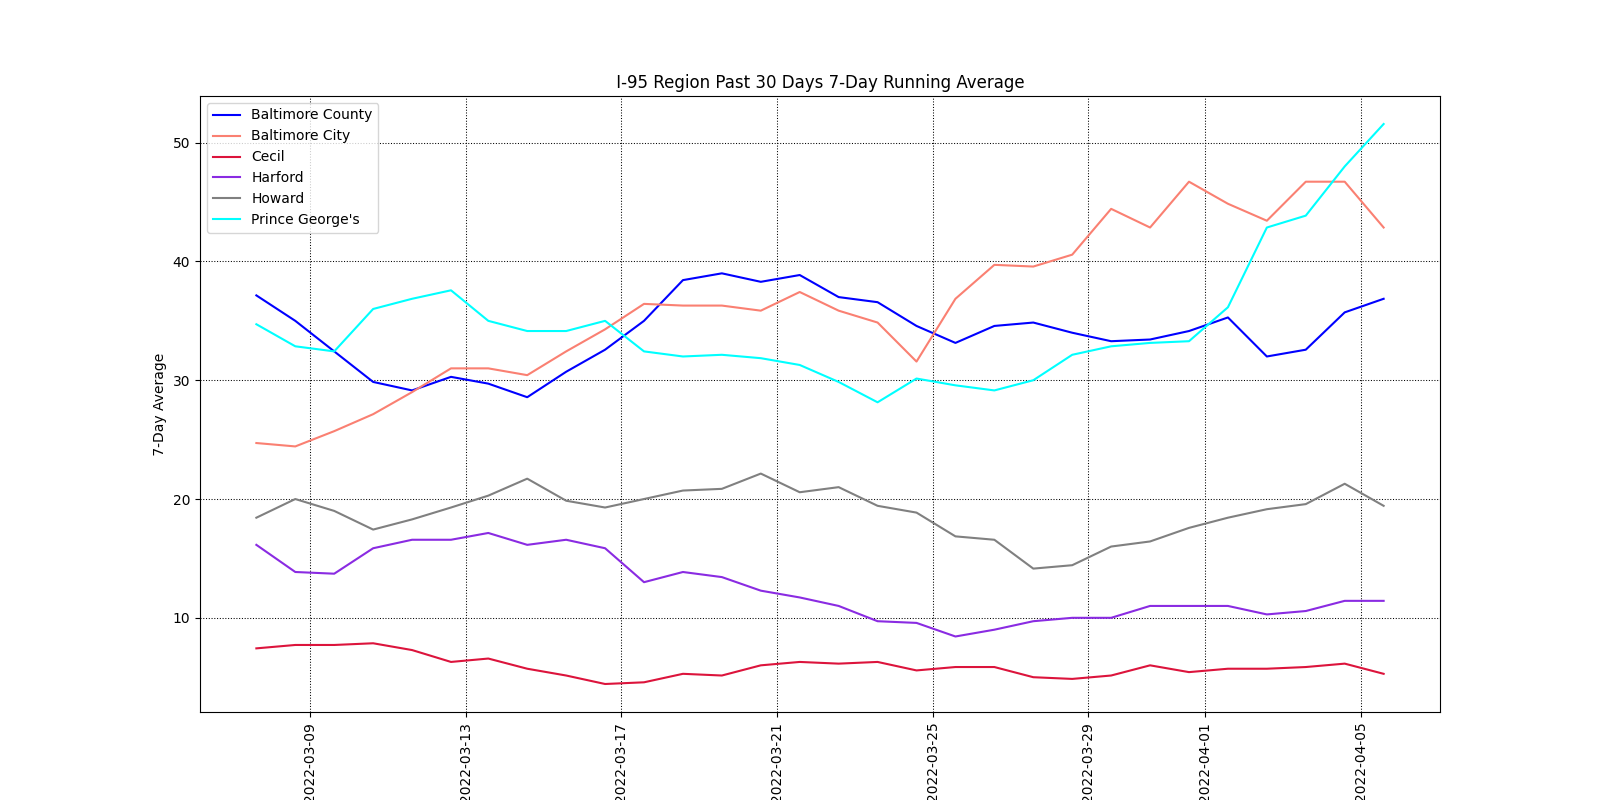 I-95 Region Past 30 Days 7-Day Running Average
Baltimore County
Baltimore City
Cecil
Harford
Howard
Prince George's
50
40
30
20
10
7-Day Average
2022-03-09
2022-03-13
2022-03-17
2022-03-21
2022-03-25
2022-03-29
2022-04-01
2022-04-05